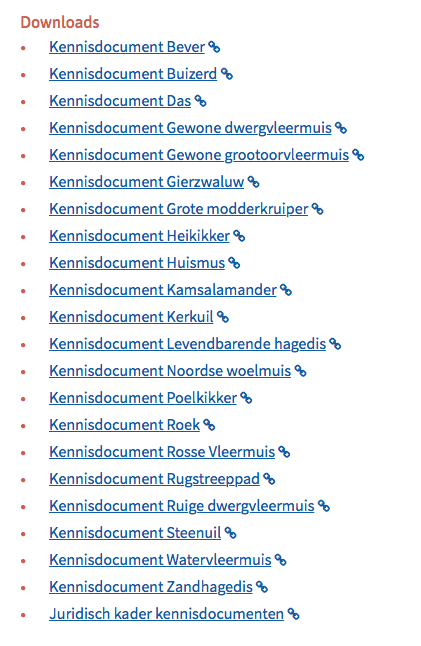 Downloads
Kennisdocument Bever
Kennisdocument Buizerd
Kennisdocument Das
Kennisdocument Gewone dwergvleermuis
Kennisdocument Gewone grootoorvleermuis
Kennisdocument Gierzwaluw
Kennisdocument Grote modderkruiper
Kennisdocument Heikikker
Kennisdocument Huismus
Kennisdocument Kamsalamander
Kennisdocument Kerkuil
Kennisdocument Levendbarende hagedis
Kennisdocument Noordse woelmuis
Kennisdocument Poelkikker
Kennisdocument Roek
Kennisdocument Rosse Vleermuis
Kennisdocument Rugstreeppad
Kennisdocument Ruige dwergvleermuis
Kennisdocument Steenuil
Kennisdocument Watervleermuis
Kennisdocument Zandhagedis
Juridisch kader kennisdocumenten